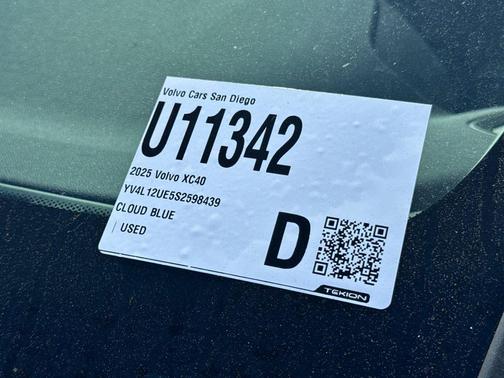 Volvo Cars San Diego
U11342
2025 Volvo XC40
YV4L12UE5S2598439
CLOUD BLUE
| USED
D
TEKION